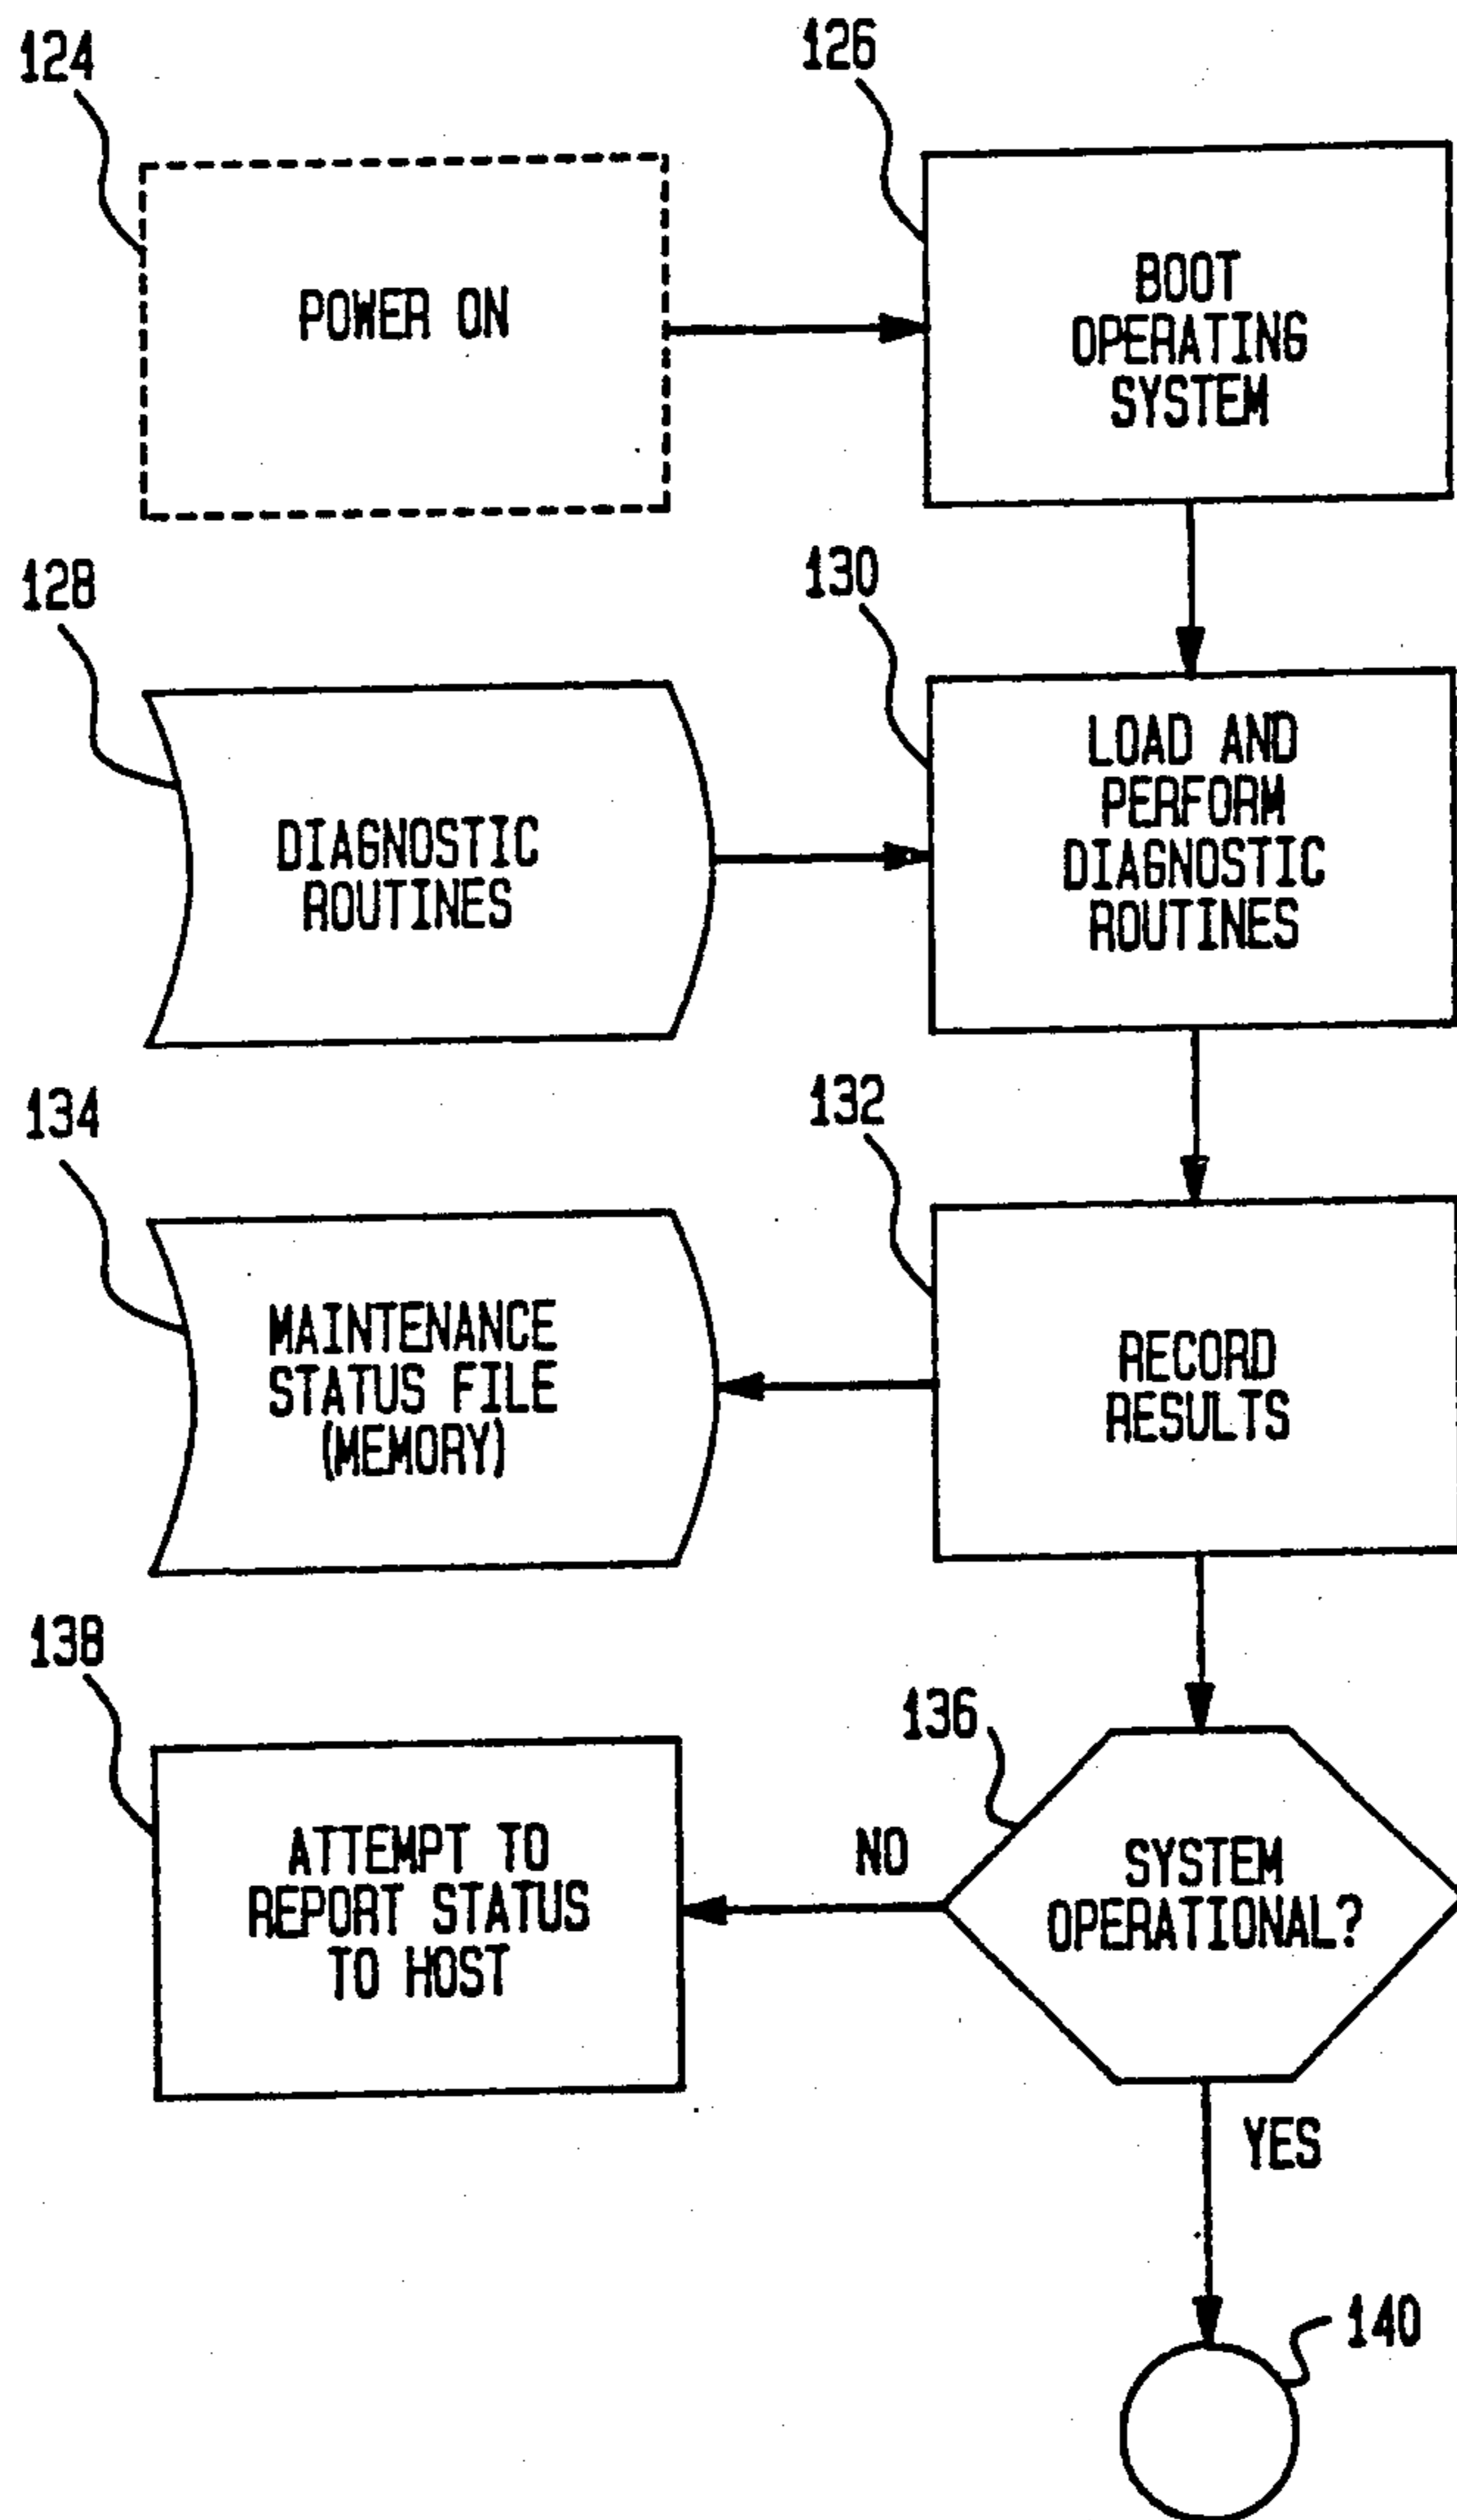 124
126
POWER ON
BOOT
OPERATING
SYSTEM
128
130
DIAGNOSTIC
ROUTINES
LOAD AND
PERFORM
DIAGNOSTIC
ROUTINES
134
132
MAINTENANCE
STATUS FILE
(MEMORY)
RECORD
RESULTS
138
136
ATTEMPT TO
REPORT STATUS
TO HOST
NO
SYSTEM
OPERATIONAL?
YES
140